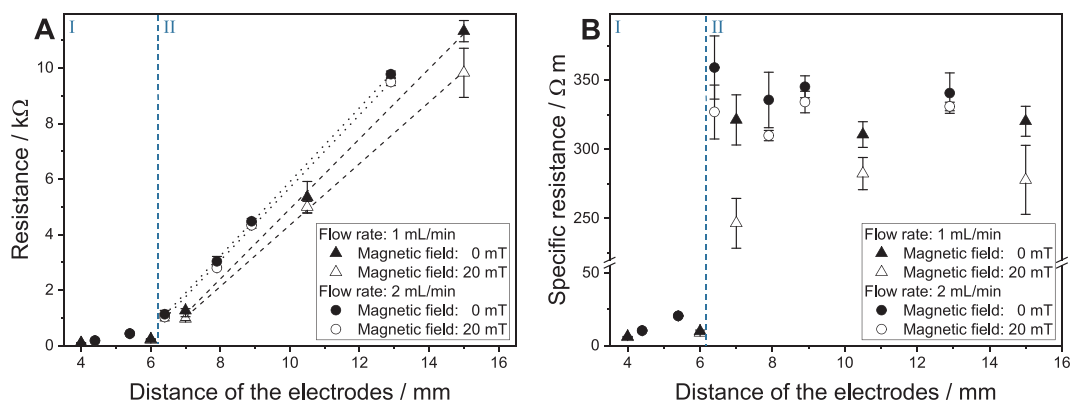 A
I
II
Resistance / kΩ
10
8
6
4
2
0
Flow rate: 1 mL/min
Magnetic field: 0 mT
Magnetic field: 20 mT
Flow rate: 2 mL/min
Magnetic field: 0 mT
Magnetic field: 20 mT
4 6 8 10 12 14 16
Distance of the electrodes / mm
B
I
II
Specific resistance / Ω m
350
300
250
50
0
Flow rate: 1 mL/min
Magnetic field: 0 mT
Magnetic field: 20 mT
Flow rate: 2 mL/min
Magnetic field: 0 mT
Magnetic field: 20 mT
4 6 8 10 12 14 16
Distance of the electrodes / mm